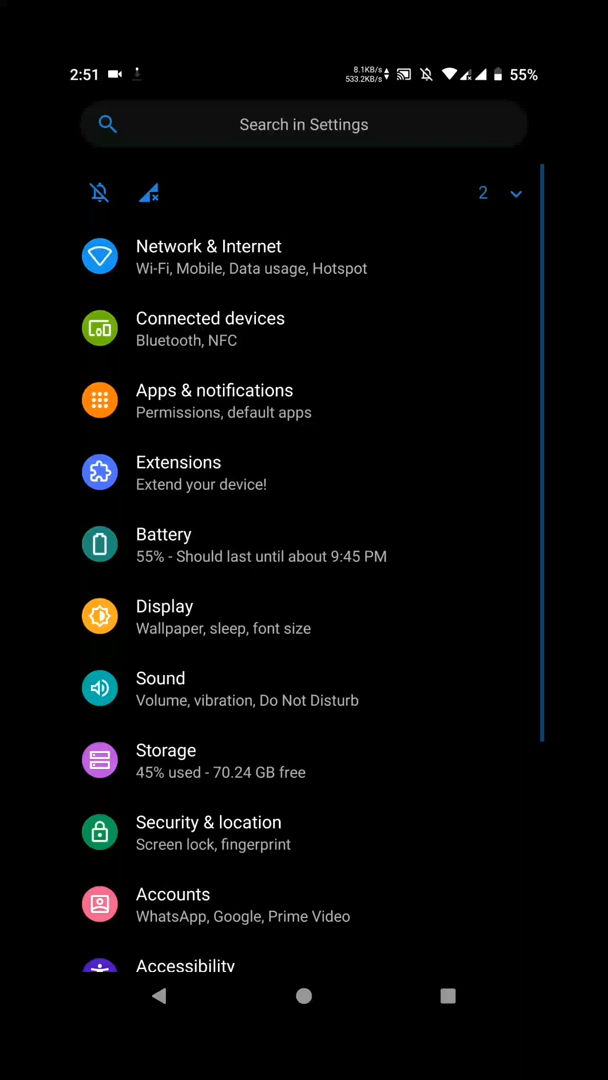 2:51
8.1KB/s
533.2KB/s
55%
Search in Settings
2
Network & Internet
Wi-Fi, Mobile, Data usage, Hotspot
Connected devices
Bluetooth, NFC
Apps & notifications
Permissions, default apps
Extensions
Extend your device!
Battery
55% - Should last until about 9:45 PM
Display
Wallpaper, sleep, font size
Sound
Volume, vibration, Do Not Disturb
Storage
45% used - 70.24 GB free
Security & location
Screen lock, fingerprint
Accounts
WhatsApp, Google, Prime Video
Accessibility